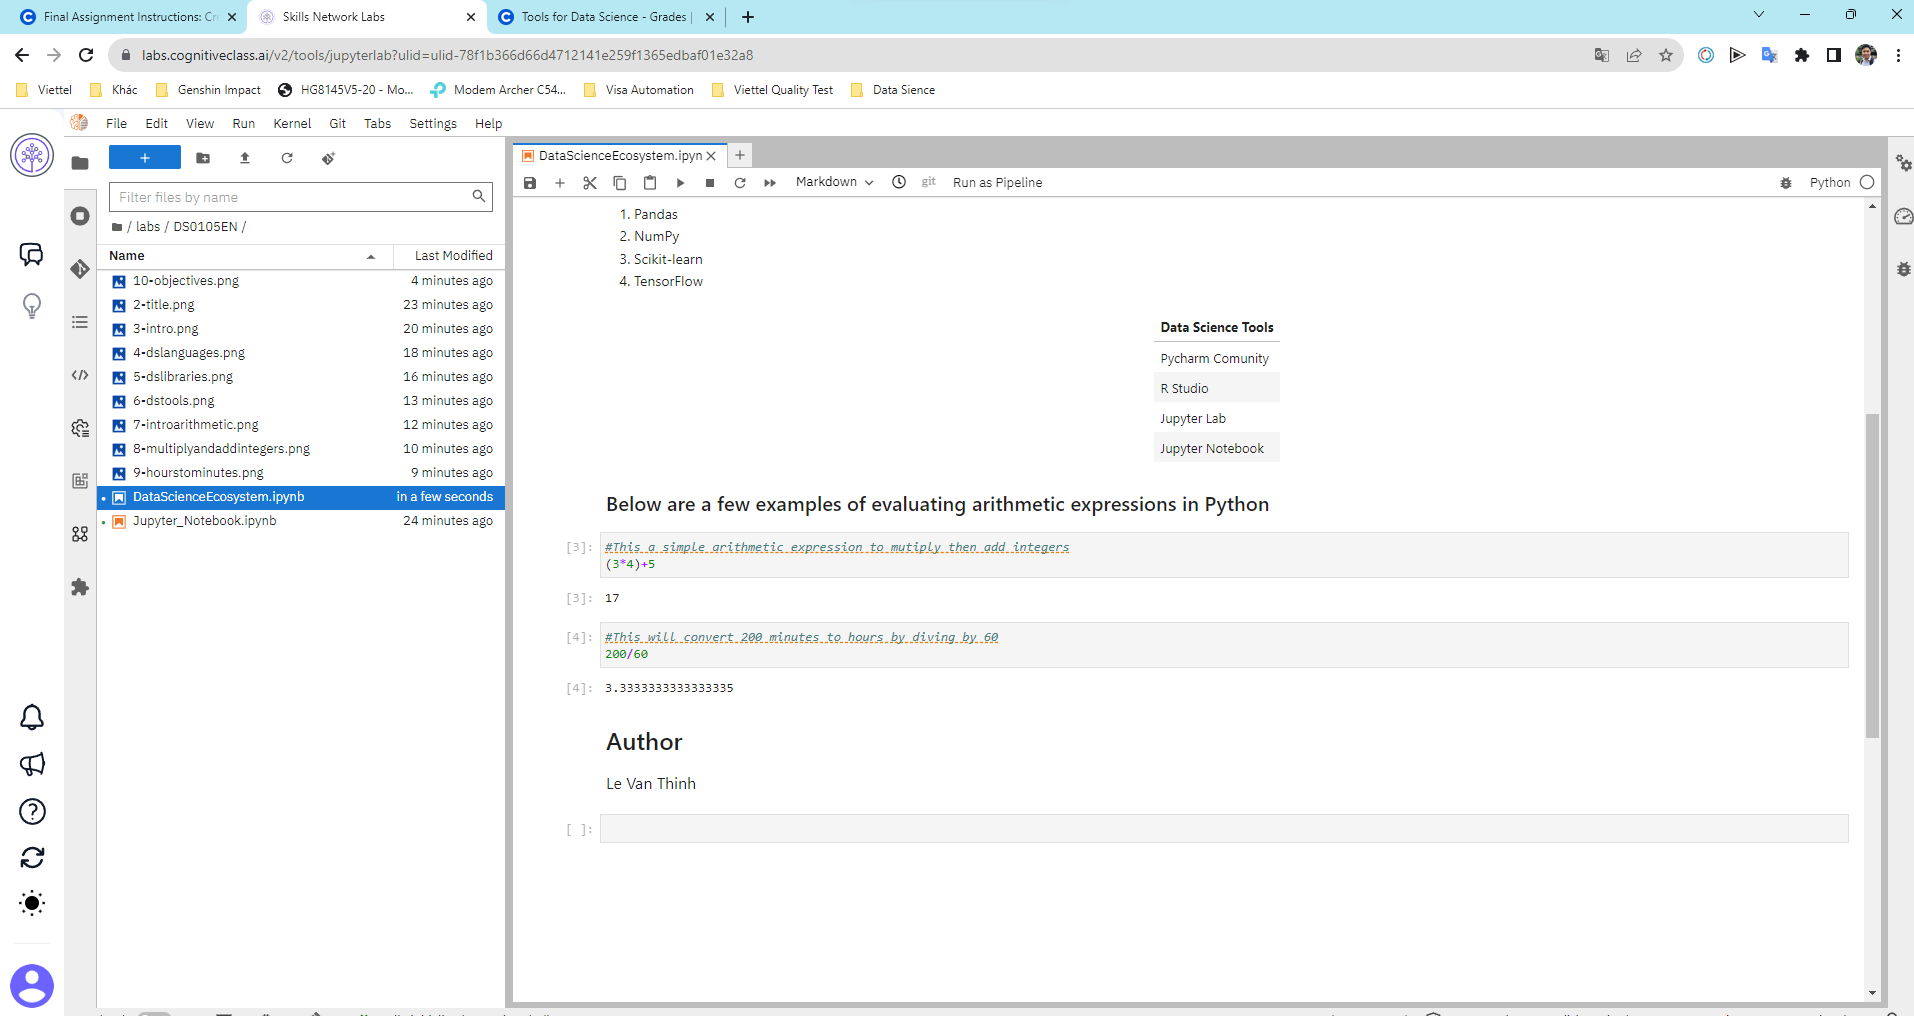 Final Assignment Instructions: Cr
Skills Network Labs
Tools for Data Science - Grades |
labs.cognitiveclass.ai/v2/tools/jupyterlab?ulid=ulid-78f1b366d66d4712141e259f1365edbaf01e32a8
Viettel
Khác
Genshin Impact
HG8145V5-20 - Mo...
Modem Archer C54...
Visa Automation
Viettel Quality Test
Data Sience
File Edit View Run Kernel Git Tabs Settings Help
Filter files by name
/ labs / DS0105EN /
Name Last Modified
10-objectives.png 4 minutes ago
2-title.png 23 minutes ago
3-intro.png 20 minutes ago
4-dslanguages.png 18 minutes ago
5-dslibraries.png 16 minutes ago
6-dstools.png 13 minutes ago
7-introarithmetic.png 12 minutes ago
8-multiplyandaddintegers.png 10 minutes ago
9-hourstominutes.png 9 minutes ago
DataScienceEcosystem.ipynb in a few seconds
Jupyter_Notebook.ipynb 24 minutes ago
DataScienceEcosystem.ipyn
Markdown git Run as Pipeline Python
1. Pandas
2. NumPy
3. Scikit-learn
4. TensorFlow
Data Science Tools
Pycharm Comunity
R Studio
Jupyter Lab
Jupyter Notebook
Below are a few examples of evaluating arithmetic expressions in Python
[3]: #This a simple arithmetic expression to mutiply then add integers
(3*4)+5
[3]: 17
[4]: #This will convert 200 minutes to hours by diving by 60
200/60
[4]: 3.3333333333333335
Author
Le Van Thinh
[ ]: